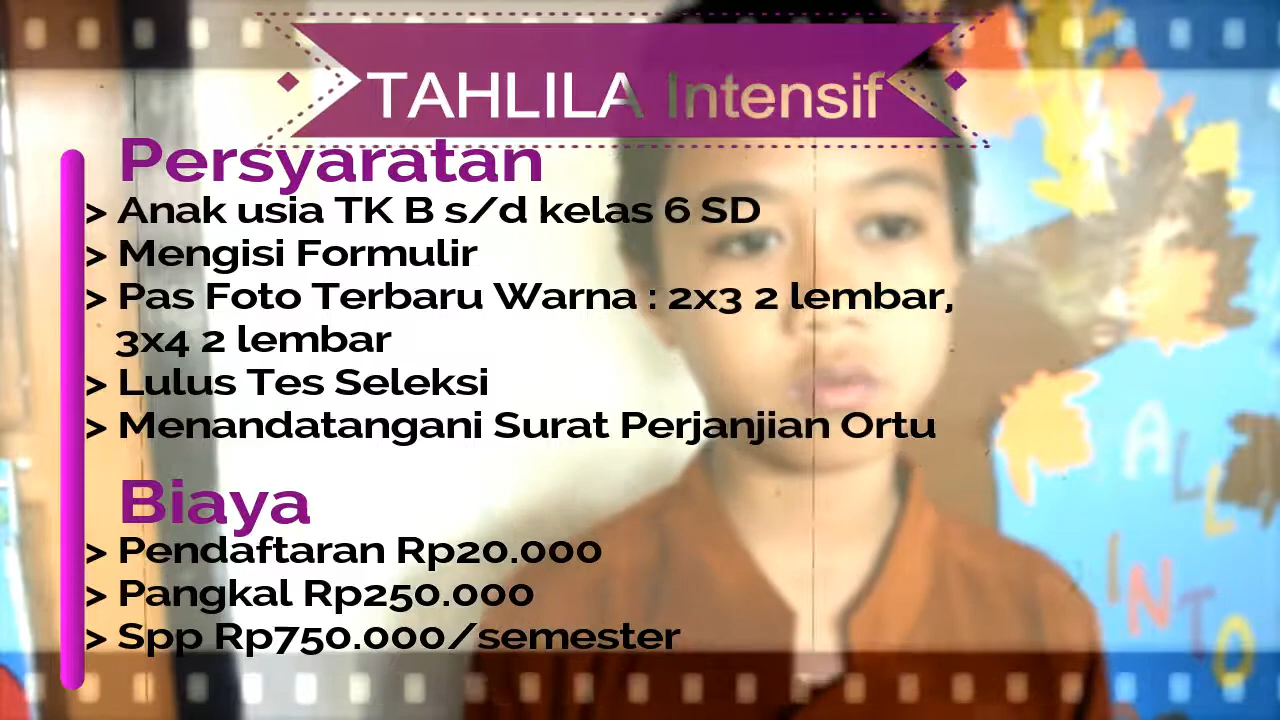 TAHLILA Intensif
Persyaratan
> Anak usia TK B s/d kelas 6 SD
> Mengisi Formulir
> Pas Foto Terbaru Warna : 2x3 2 lembar,
3x4 2 lembar
> Lulus Tes Seleksi
> Menandatangani Surat Perjanjian Ortu
Biaya
> Pendaftaran Rp20.000
> Pangkal Rp250.000
> Spp Rp750.000/semester
ALL
INTO